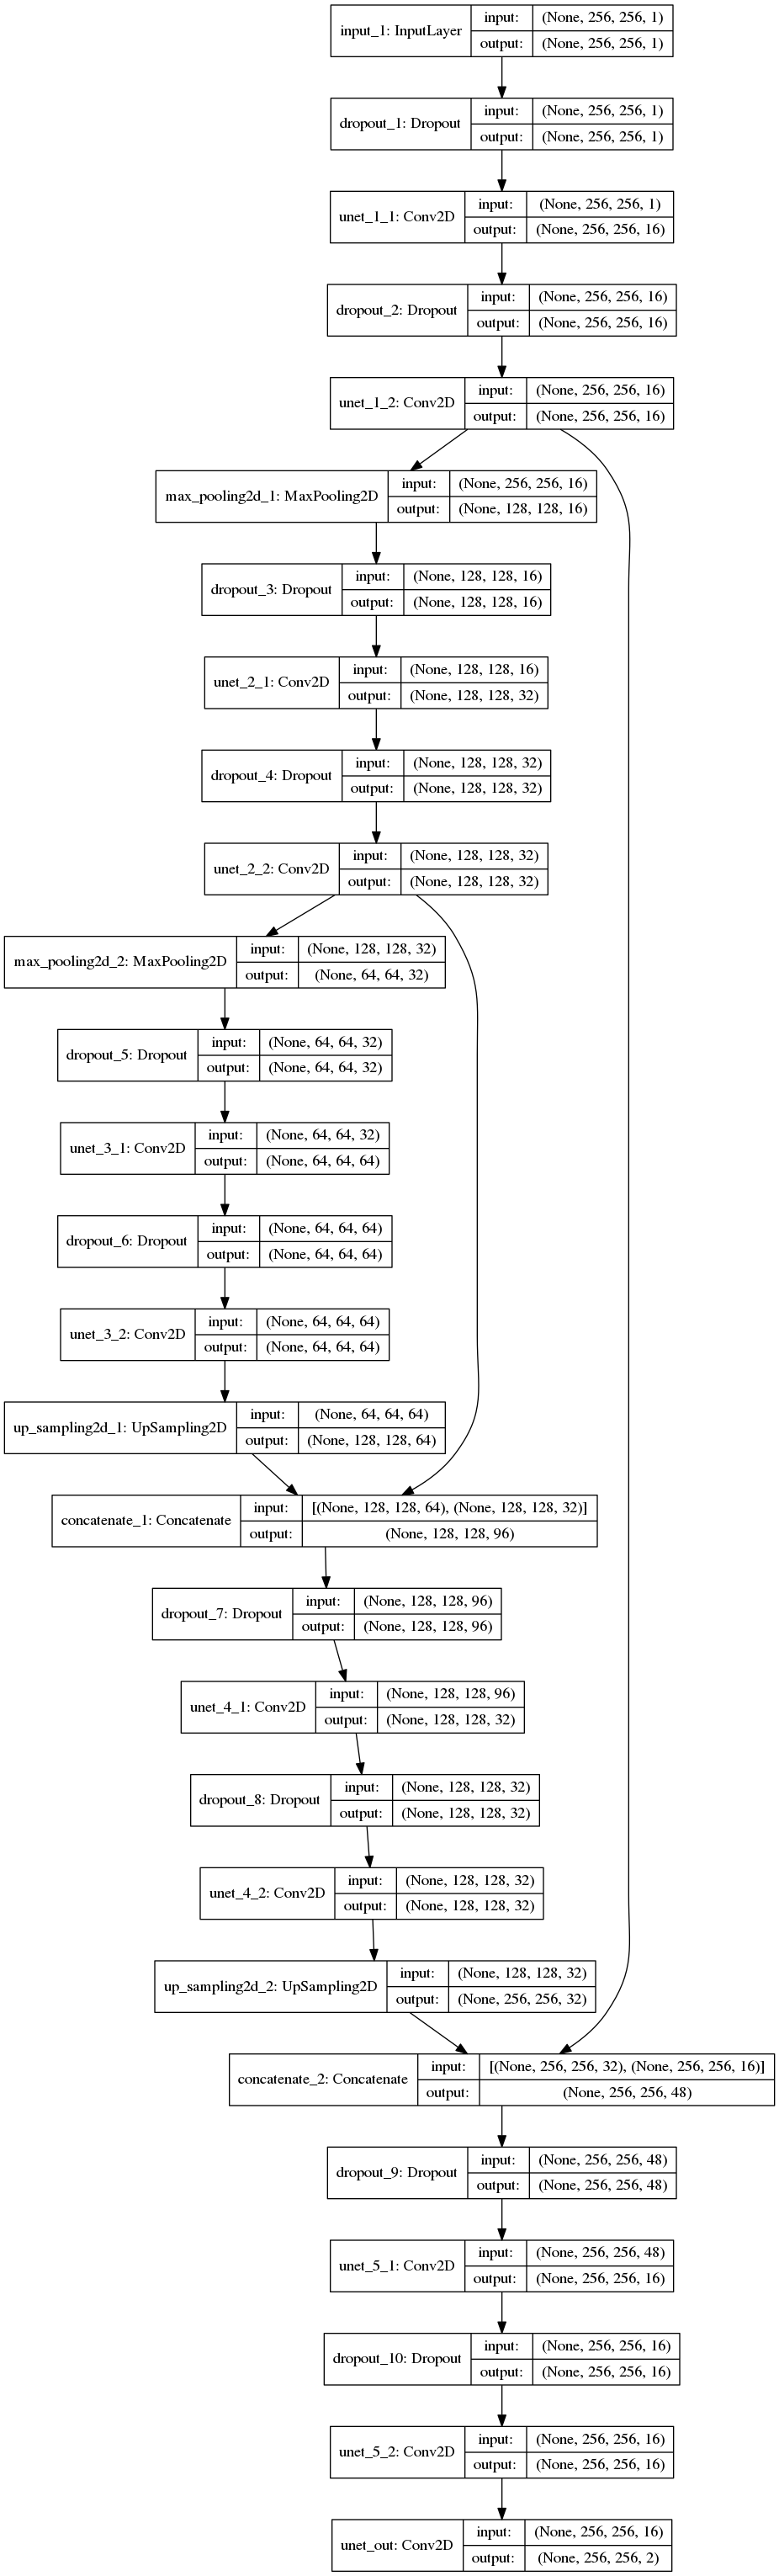 input_1: InputLayer
input: (None, 256, 256, 1)
output: (None, 256, 256, 1)
dropout_1: Dropout
input: (None, 256, 256, 1)
output: (None, 256, 256, 1)
unet_1_1: Conv2D
input: (None, 256, 256, 1)
output: (None, 256, 256, 16)
dropout_2: Dropout
input: (None, 256, 256, 16)
output: (None, 256, 256, 16)
unet_1_2: Conv2D
input: (None, 256, 256, 16)
output: (None, 256, 256, 16)
max_pooling2d_1: MaxPooling2D
input: (None, 256, 256, 16)
output: (None, 128, 128, 16)
dropout_3: Dropout
input: (None, 128, 128, 16)
output: (None, 128, 128, 16)
unet_2_1: Conv2D
input: (None, 128, 128, 16)
output: (None, 128, 128, 32)
dropout_4: Dropout
input: (None, 128, 128, 32)
output: (None, 128, 128, 32)
unet_2_2: Conv2D
input: (None, 128, 128, 32)
output: (None, 128, 128, 32)
max_pooling2d_2: MaxPooling2D
input: (None, 128, 128, 32)
output: (None, 64, 64, 32)
dropout_5: Dropout
input: (None, 64, 64, 32)
output: (None, 64, 64, 32)
unet_3_1: Conv2D
input: (None, 64, 64, 32)
output: (None, 64, 64, 64)
dropout_6: Dropout
input: (None, 64, 64, 64)
output: (None, 64, 64, 64)
unet_3_2: Conv2D
input: (None, 64, 64, 64)
output: (None, 64, 64, 64)
up_sampling2d_1: UpSampling2D
input: (None, 64, 64, 64)
output: (None, 128, 128, 64)
concatenate_1: Concatenate
input: [(None, 128, 128, 64), (None, 128, 128, 32)]
output: (None, 128, 128, 96)
dropout_7: Dropout
input: (None, 128, 128, 96)
output: (None, 128, 128, 96)
unet_4_1: Conv2D
input: (None, 128, 128, 96)
output: (None, 128, 128, 32)
dropout_8: Dropout
input: (None, 128, 128, 32)
output: (None, 128, 128, 32)
unet_4_2: Conv2D
input: (None, 128, 128, 32)
output: (None, 128, 128, 32)
up_sampling2d_2: UpSampling2D
input: (None, 128, 128, 32)
output: (None, 256, 256, 32)
concatenate_2: Concatenate
input: [(None, 256, 256, 32), (None, 256, 256, 16)]
output: (None, 256, 256, 48)
dropout_9: Dropout
input: (None, 256, 256, 48)
output: (None, 256, 256, 48)
unet_5_1: Conv2D
input: (None, 256, 256, 48)
output: (None, 256, 256, 16)
dropout_10: Dropout
input: (None, 256, 256, 16)
output: (None, 256, 256, 16)
unet_5_2: Conv2D
input: (None, 256, 256, 16)
output: (None, 256, 256, 16)
unet_out: Conv2D
input: (None, 256, 256, 16)
output: (None, 256, 256, 2)